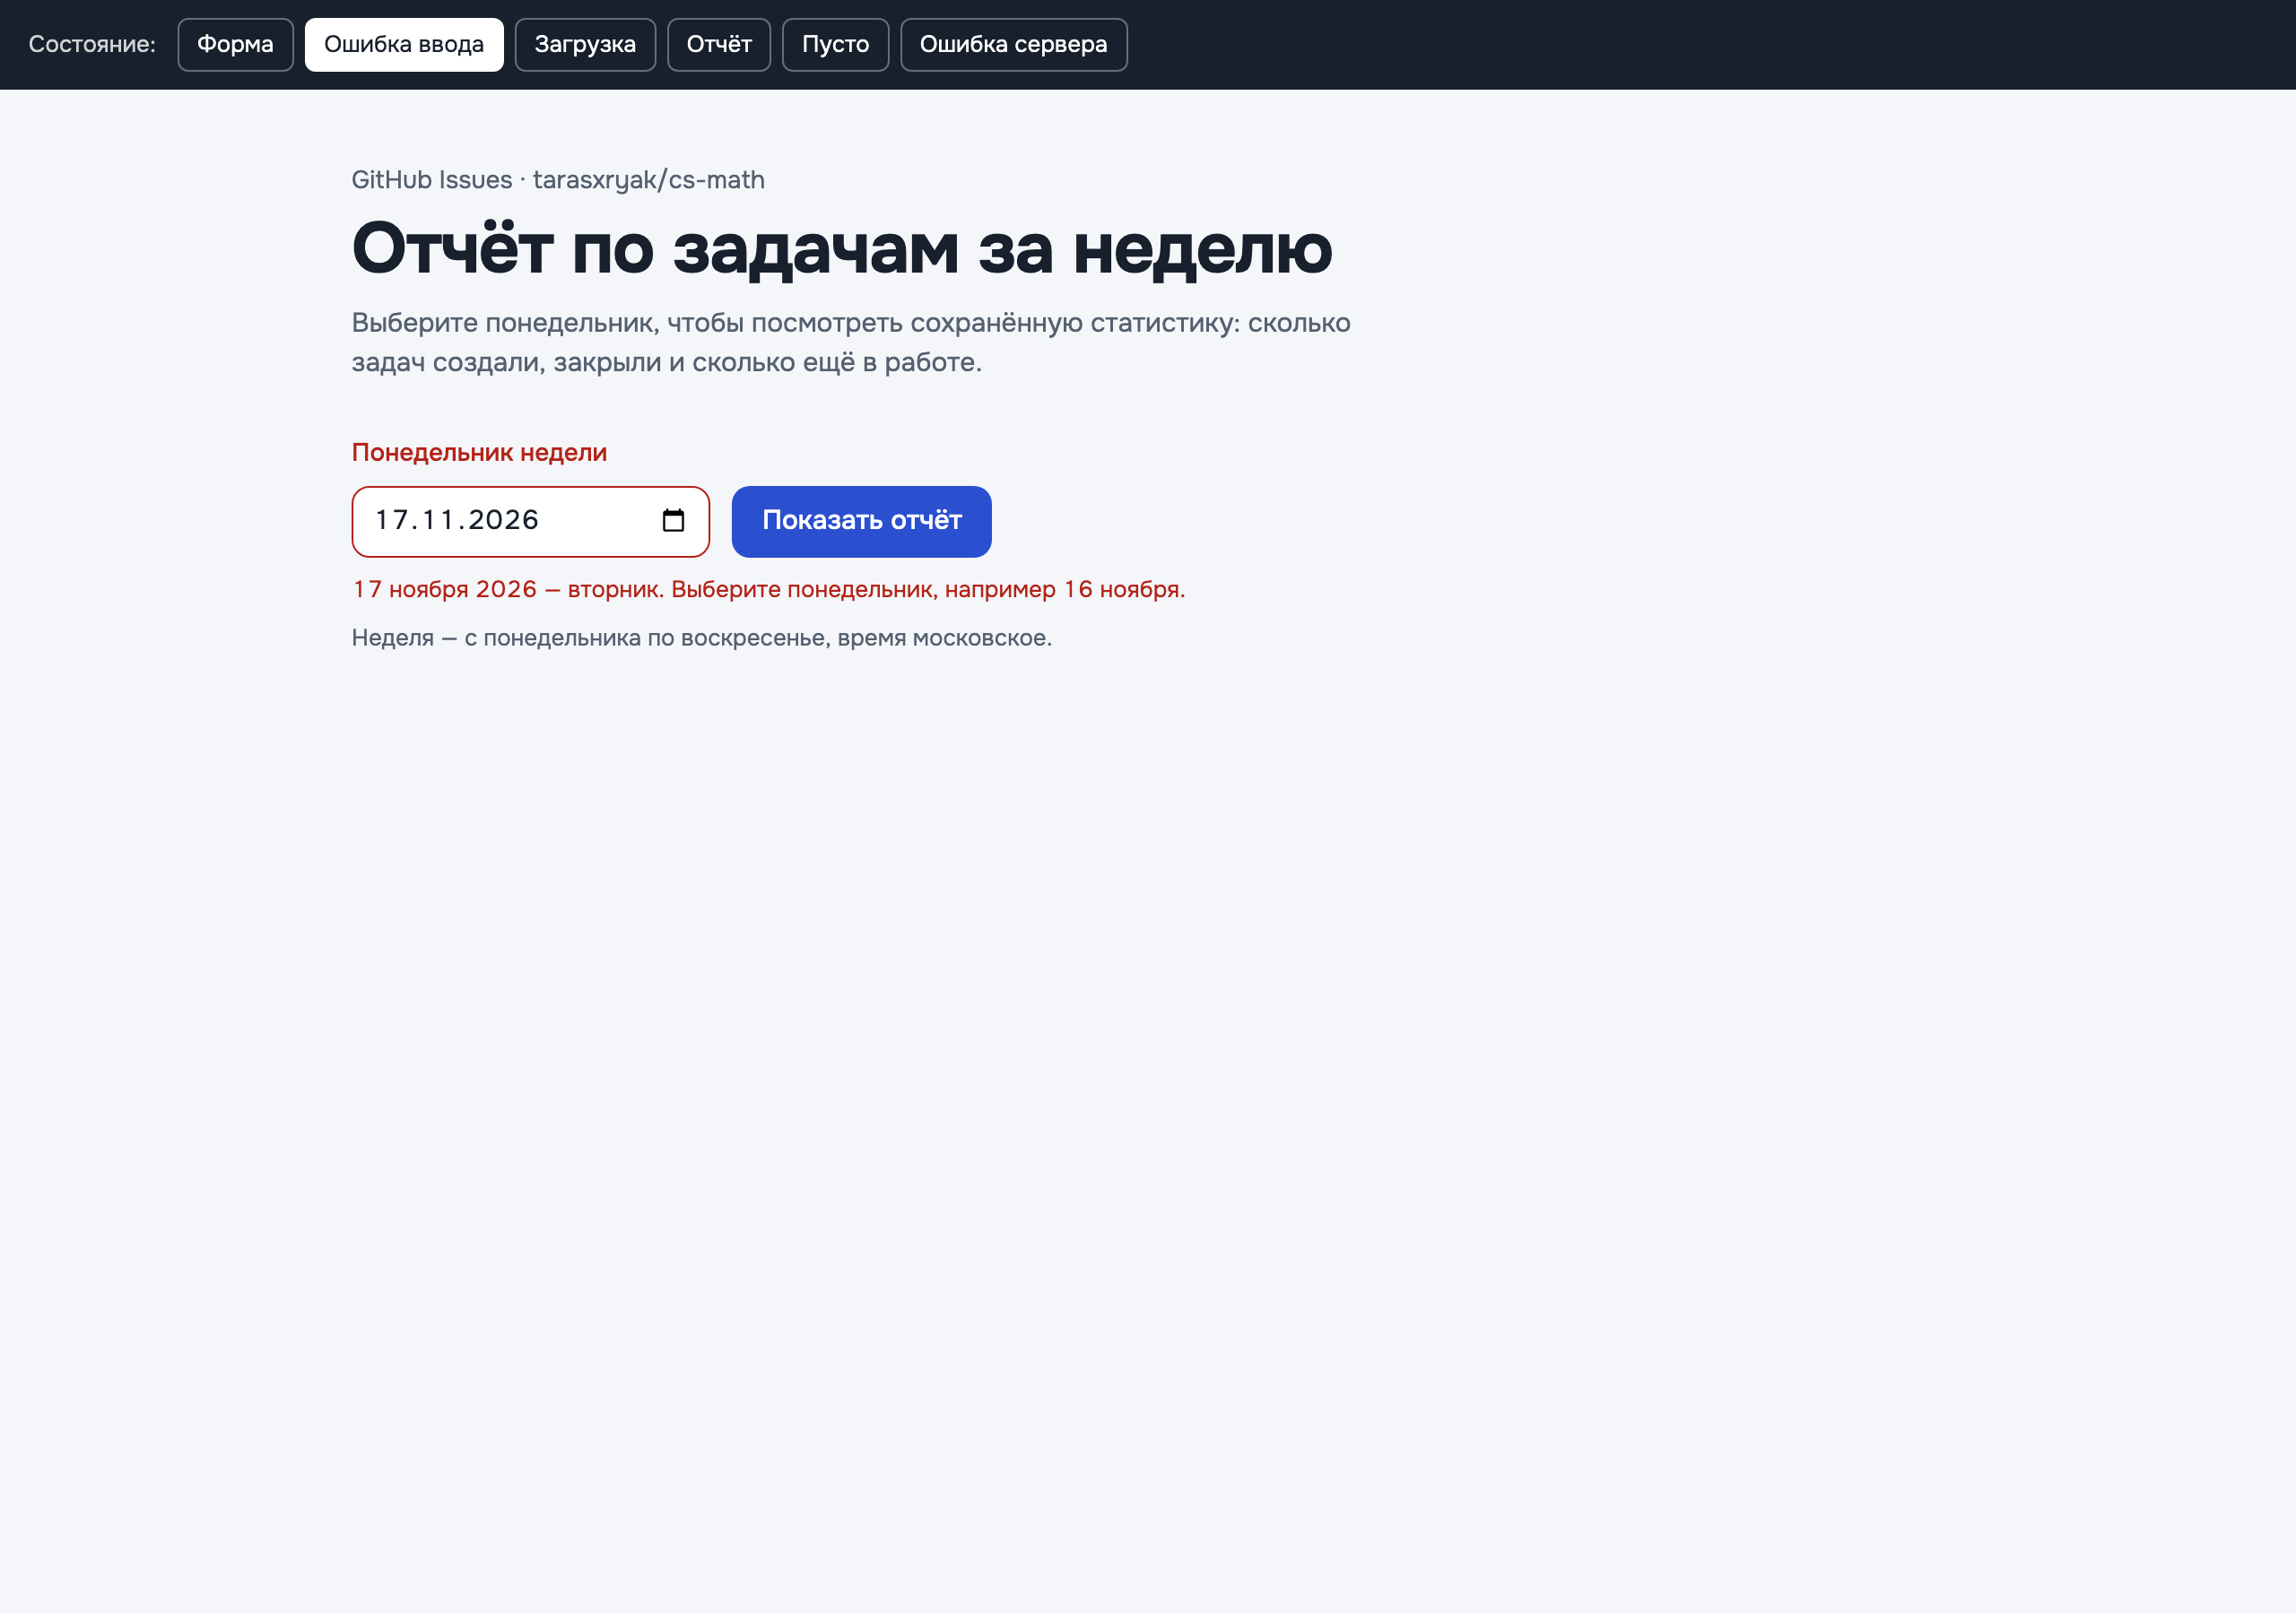 Состояние: Форма Ошибка ввода Загрузка Отчёт Пусто Ошибка сервера
GitHub Issues · tarasxryak/cs-math
Отчёт по задачам за неделю
Выберите понедельник, чтобы посмотреть сохранённую статистику: сколько
задач создали, закрыли и сколько ещё в работе.
Понедельник недели
17.11.2026 Показать отчёт
17 ноября 2026 — вторник. Выберите понедельник, например 16 ноября.
Неделя — с понедельника по воскресенье, время московское.